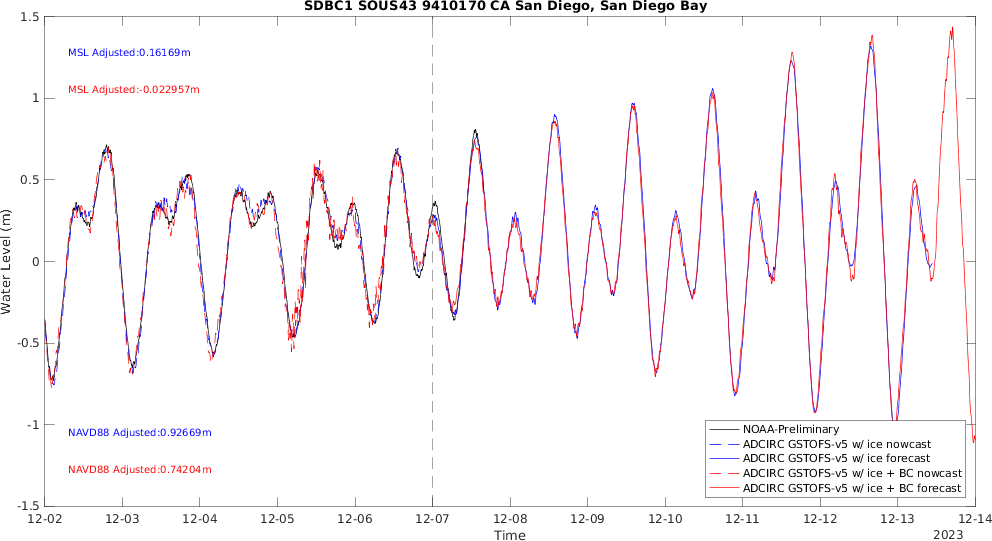 SDBC1 SOUS43 9410170 CA San Diego, San Diego Bay
1.5
1
0.5
0
-0.5
-1
-1.5
Water Level (m)
MSL Adjusted:0.16169m
MSL Adjusted:-0.022957m
NAVD88 Adjusted:0.92669m
NAVD88 Adjusted:0.74204m
NOAA-Preliminary
ADCIRC GSTOFS-v5 w/ ice nowcast
ADCIRC GSTOFS-v5 w/ ice forecast
ADCIRC GSTOFS-v5 w/ ice + BC nowcast
ADCIRC GSTOFS-v5 w/ ice + BC forecast
12-02 12-03 12-04 12-05 12-06 12-07 12-08 12-09 12-10 12-11 12-12 12-13 12-14
Time
2023